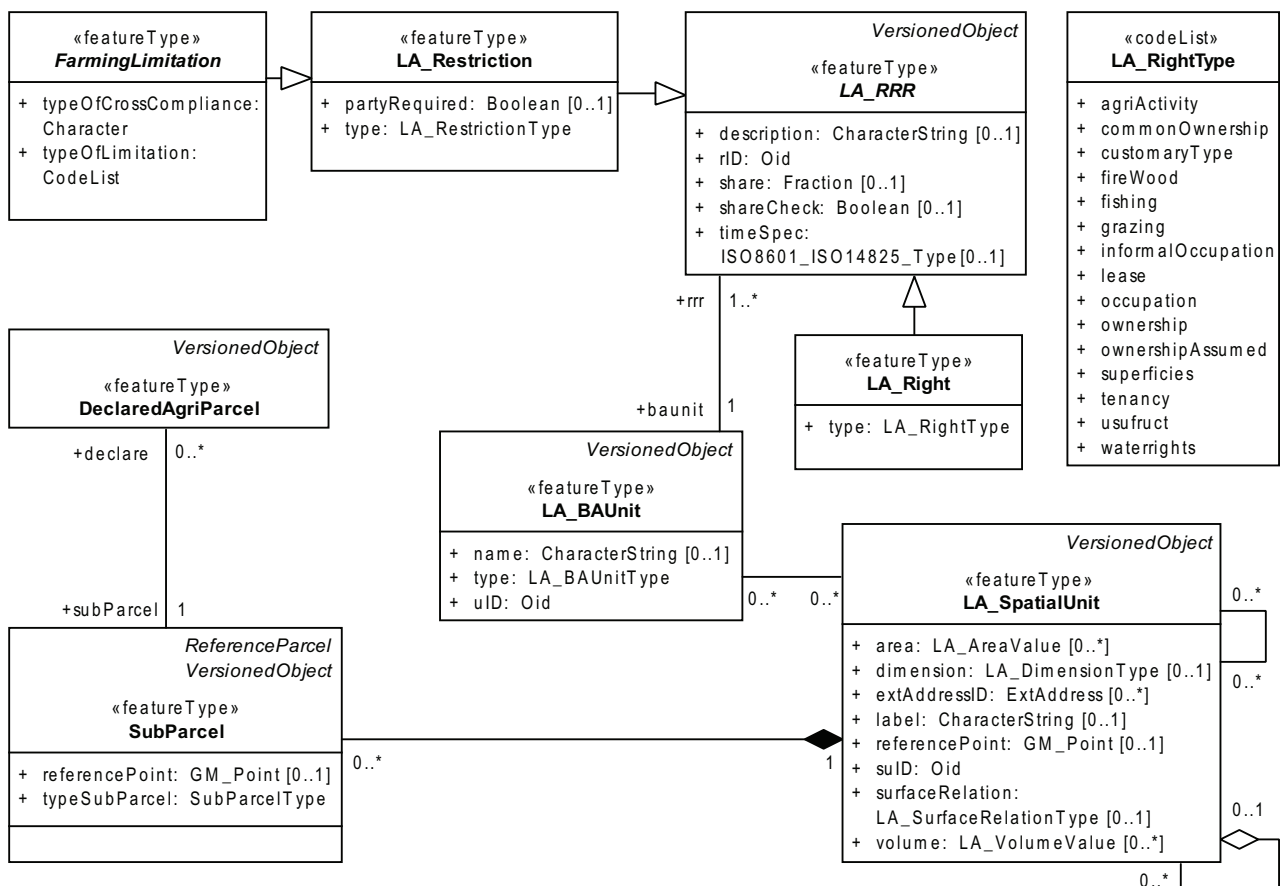 «featureType»
FarmingLimitation
+ typeOfCrossCompliance:
Character
+ typeOfLimitation:
CodeList
«featureType»
LA_Restriction
+ partyRequired: Boolean [0..1]
+ type: LA_RestrictionType
VersionedObject
«featureType»
LA_RRR
+ description: CharacterString [0..1]
+ rID: Oid
+ share: Fraction [0..1]
+ shareCheck: Boolean [0..1]
+ timeSpec:
ISO8601_ISO14825_Type [0..1]
«codeList»
LA_RightType
+ agriActivity
+ commonOwnership
+ customaryType
+ fireWood
+ fishing
+ grazing
+ informalOccupation
+ lease
+ occupation
+ ownership
+ ownershipAssumed
+ superficies
+ tenancy
+ usufruct
+ waterrights
+rrr 1..*
+baunit 1
«featureType»
LA_Right
+ type: LA_RightType
VersionedObject
«featureType»
DeclaredAgriParcel
+declare 0..*
+subParcel 1
VersionedObject
«featureType»
LA_BAUnit
+ name: CharacterString [0..1]
+ type: LA_BAUnitType
+ uID: Oid
0..* 0..*
VersionedObject
«featureType»
LA_SpatialUnit
+ area: LA_AreaValue [0..*]
+ dimension: LA_DimensionType [0..1]
+ extAddressID: ExtAddress [0..*]
+ label: CharacterString [0..1]
+ referencePoint: GM_Point [0..1]
+ suID: Oid
+ surfaceRelation:
LA_SurfaceRelationType [0..1]
+ volume: LA_VolumeValue [0..*]
0..*
0..*
0..1
0..*
ReferenceParcel
VersionedObject
«featureType»
SubParcel
+ referencePoint: GM_Point [0..1]
+ typeSubParcel: SubParcelType
0..* 1